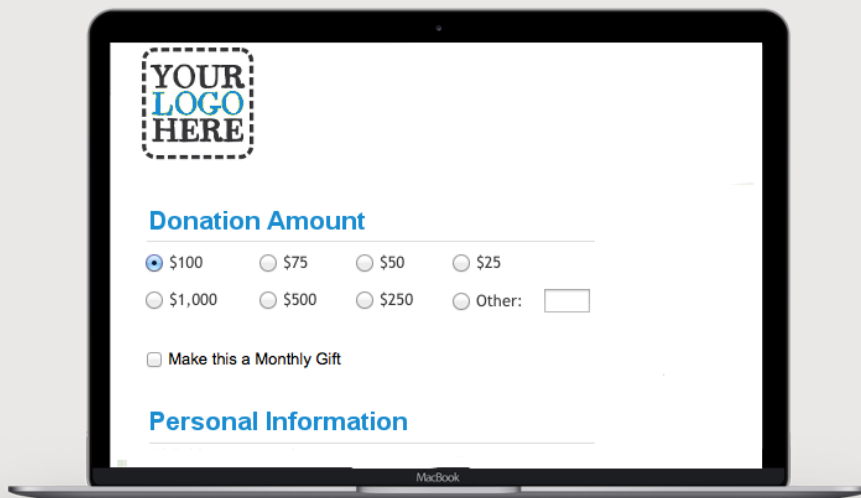 YOUR
LOGO
HERE
Donation Amount
$100 $75 $50 $25
$1,000 $500 $250 Other:
Make this a Monthly Gift
Personal Information
MacBook